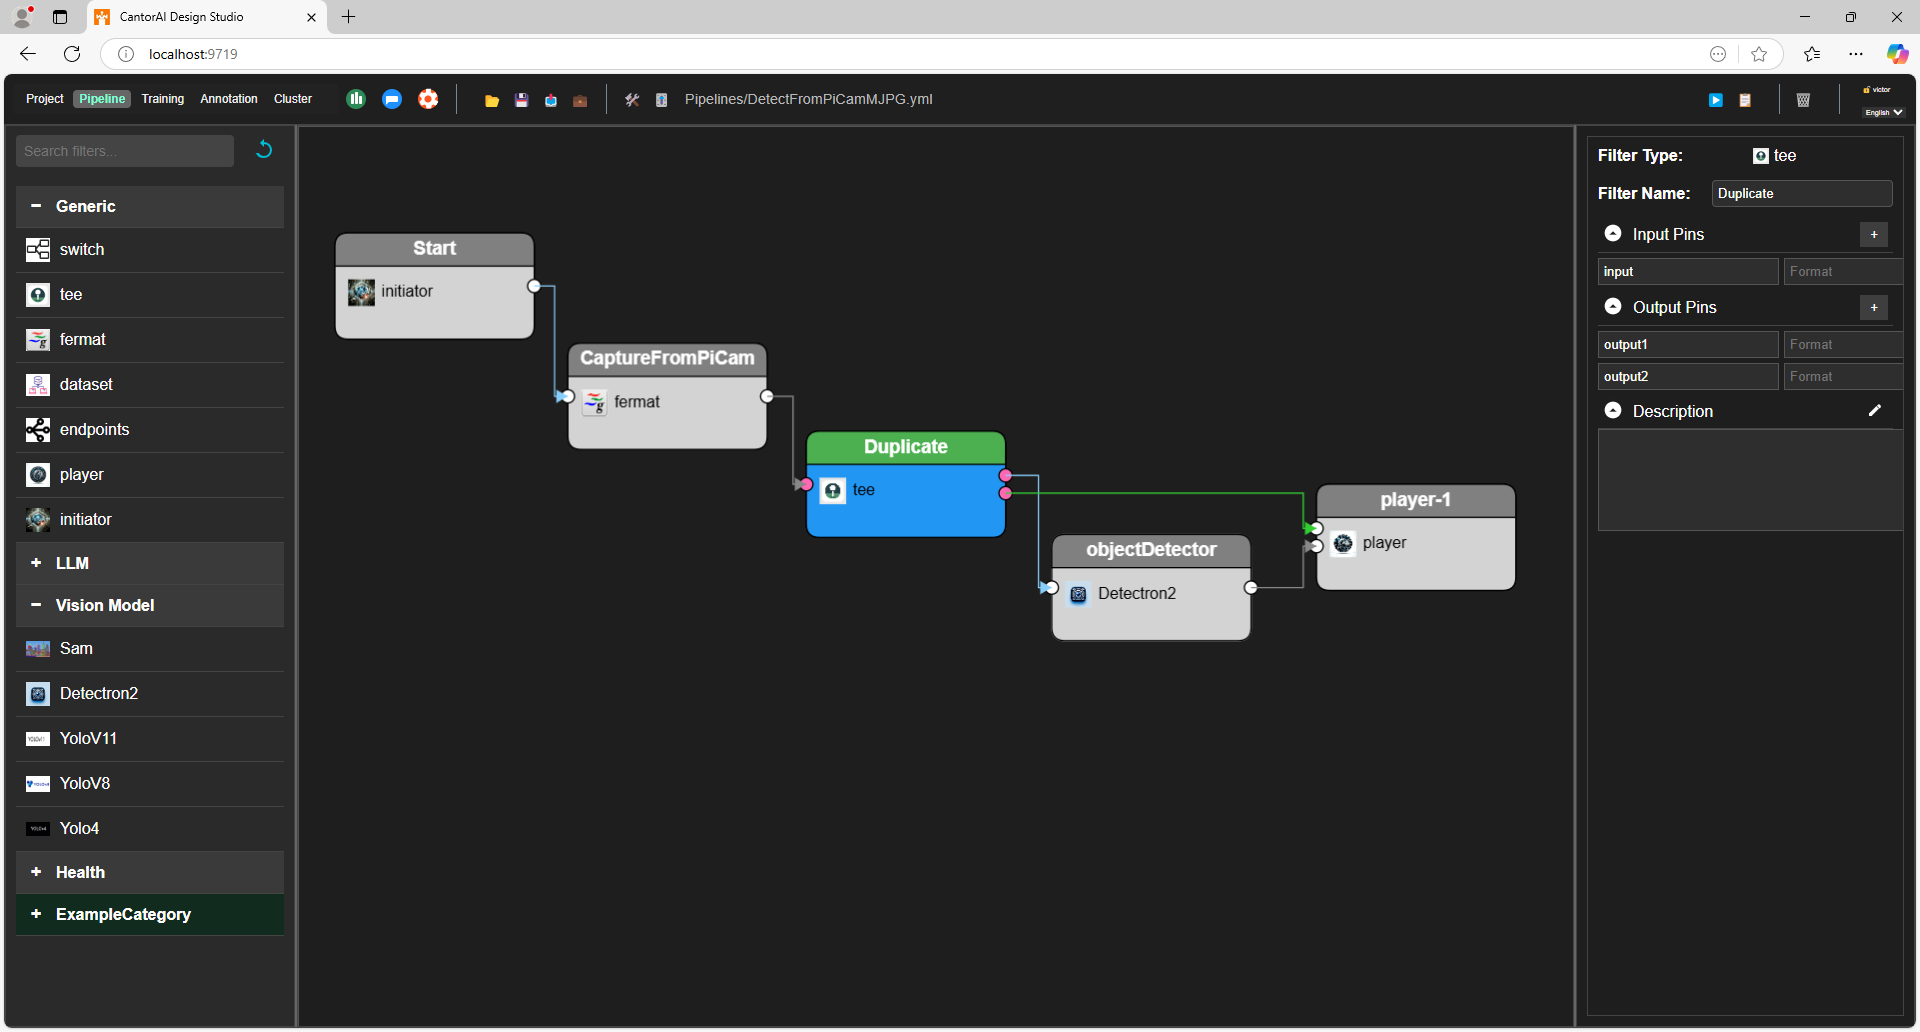 CantorAI Design Studio
localhost:9719
Project Pipeline Training Annotation Cluster
Pipelines/DetectFromPiCamMJPG.yml
victor
English
Search filters...
Generic
switch
tee
fermat
dataset
endpoints
player
initiator
LLM
Vision Model
Sam
Detectron2
YoloV11
YoloV8
Yolo4
Health
ExampleCategory
Start
initiator
CaptureFromPiCam
fermat
Duplicate
tee
objectDetector
Detectron2
player-1
player
Filter Type: tee
Filter Name: Duplicate
Input Pins +
input Format
Output Pins +
output1 Format
output2 Format
Description